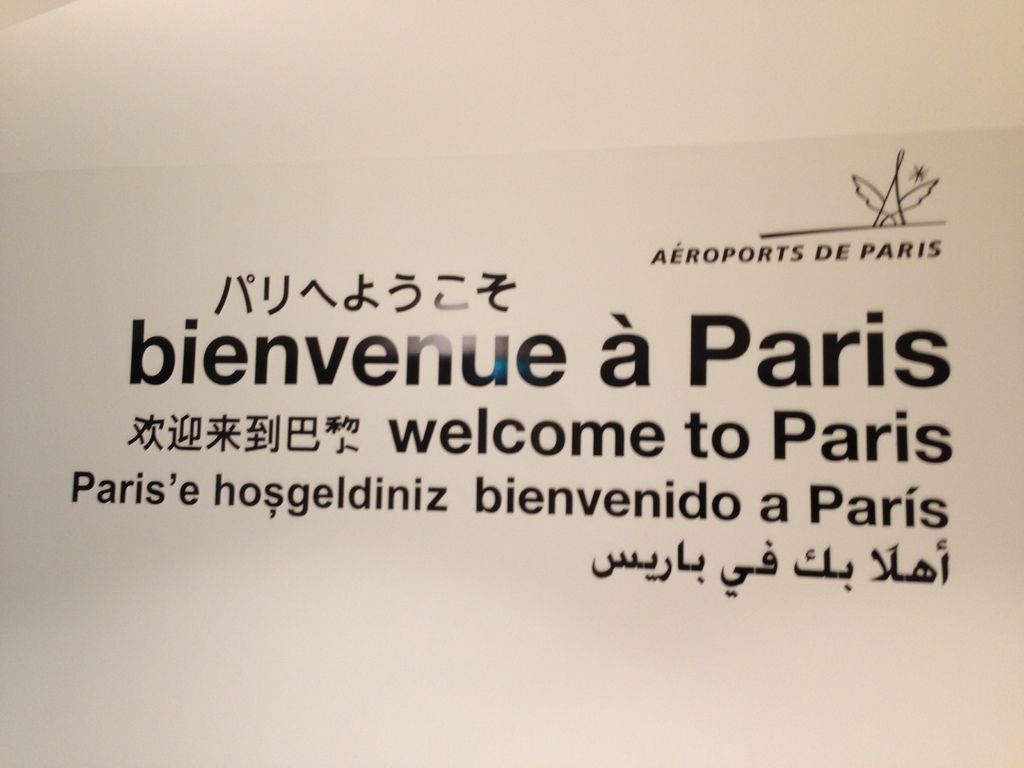 AÉROPORTS DE PARIS
パリへようこそ
bienvenue à Paris
欢迎来到巴黎 welcome to Paris
Paris'e hoşgeldiniz bienvenido a París
أهلًا بك في باريس